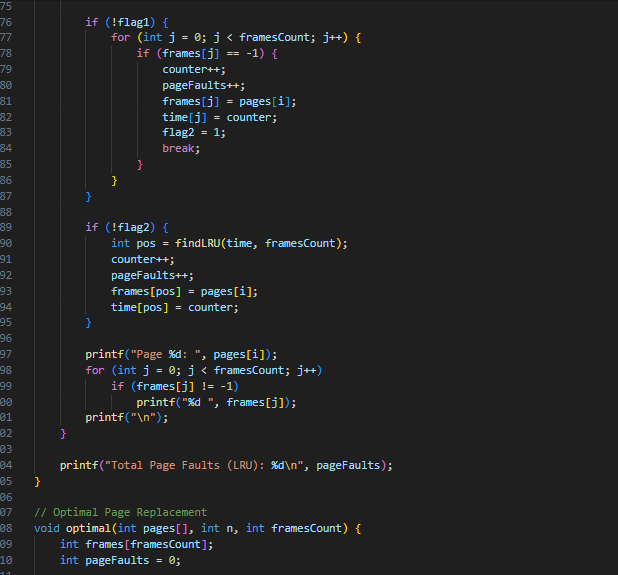 75
76 if (!flag1) {
77 for (int j = 0; j < framesCount; j++) {
78 if (frames[j] == -1) {
79 counter++;
80 pageFaults++;
81 frames[j] = pages[i];
82 time[j] = counter;
83 flag2 = 1;
84 break;
85 }
86 }
87 }
88
89 if (!flag2) {
90 int pos = findLRU(time, framesCount);
91 counter++;
92 pageFaults++;
93 frames[pos] = pages[i];
94 time[pos] = counter;
95 }
96
97 printf("Page %d: ", pages[i]);
98 for (int j = 0; j < framesCount; j++)
99 if (frames[j] != -1)
00 printf("%d ", frames[j]);
01 printf("\n");
02 }
03
04 printf("Total Page Faults (LRU): %d\n", pageFaults);
05 }
06
07 // Optimal Page Replacement
08 void optimal(int pages[], int n, int framesCount) {
09 int frames[framesCount];
10 int pageFaults = 0;